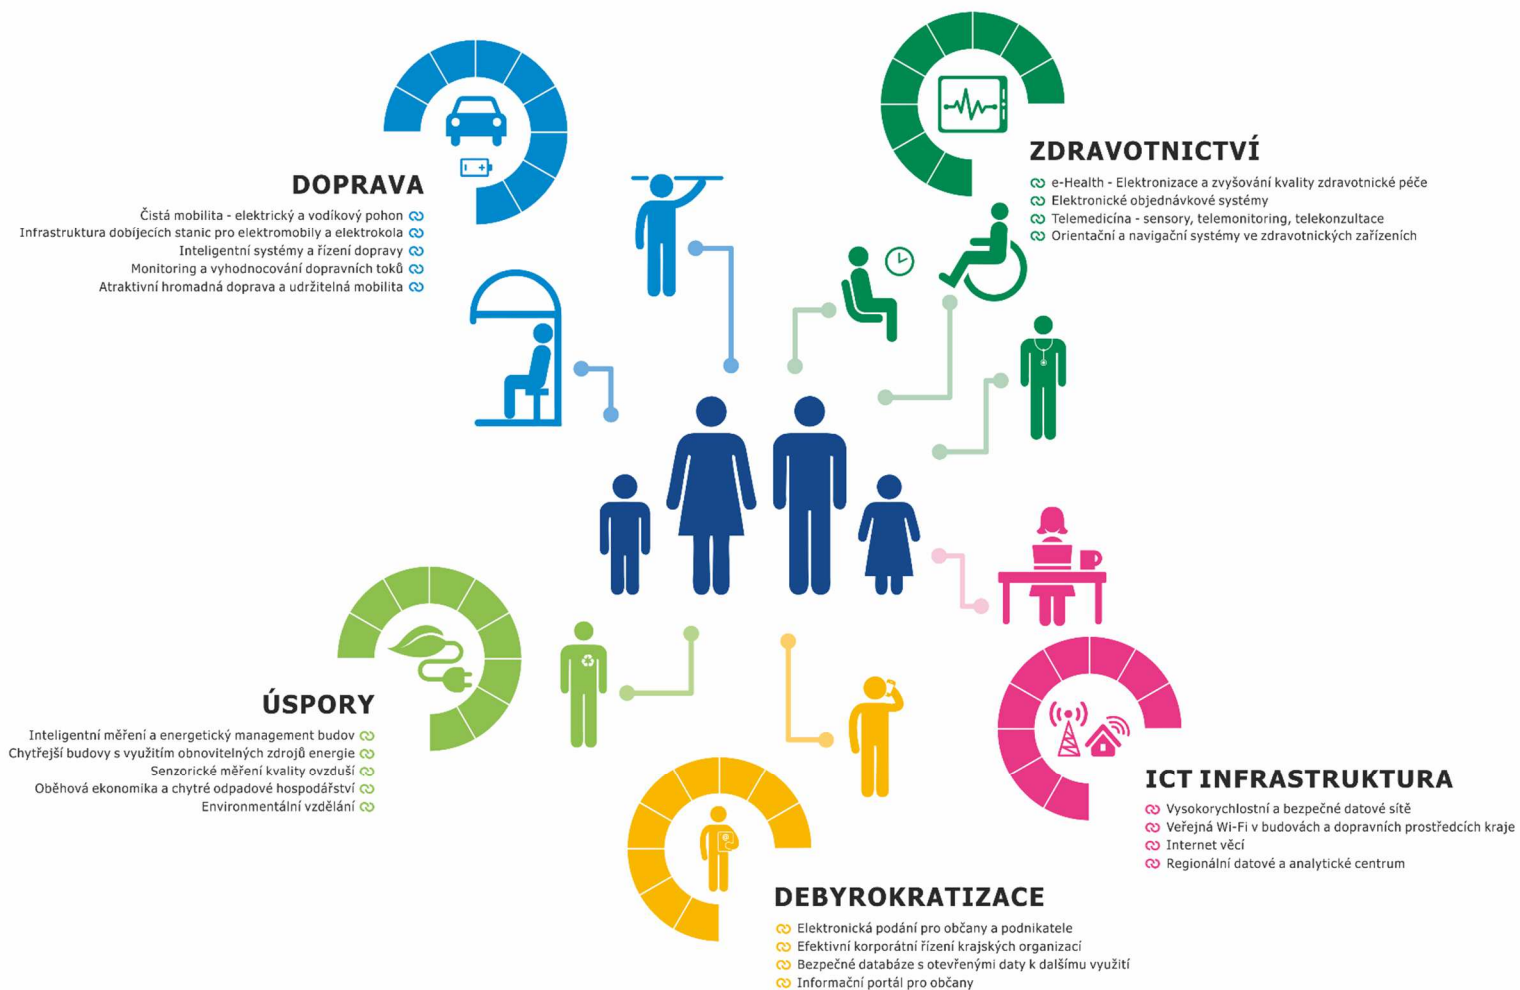 DOPRAVA
Čistá mobilita - elektrický a vodíkový pohon
Infrastruktura dobíjecích stanic pro elektromobily a elektrokola
Inteligentní systémy a řízení dopravy
Monitoring a vyhodnocování dopravních toků
Atraktivní hromadná doprava a udržitelná mobilita
ZDRAVOTNICTVÍ
e-Health - Elektronizace a zvyšování kvality zdravotnické péče
Elektronické objednávkové systémy
Telemedicína - sensory, telemonitoring, telekonzultace
Orientační a navigační systémy ve zdravotnických zařízeních
ÚSPORY
Inteligentní měření a energetický management budov
Chytřejší budovy s využitím obnovitelných zdrojů energie
Senzorické měření kvality ovzduší
Oběhová ekonomika a chytré odpadové hospodářství
Environmentální vzdělání
ICT INFRASTRUKTURA
Vysokorychlostní a bezpečné datové sítě
Veřejná Wi-Fi v budovách a dopravních prostředcích kraje
Internet věcí
Regionální datové a analytické centrum
DEBYROKRATIZACE
Elektronická podání pro občany a podnikatele
Efektivní korporátní řízení krajských organizací
Bezpečné databáze s otevřenými daty k dalšímu využití
Informační portál pro občany